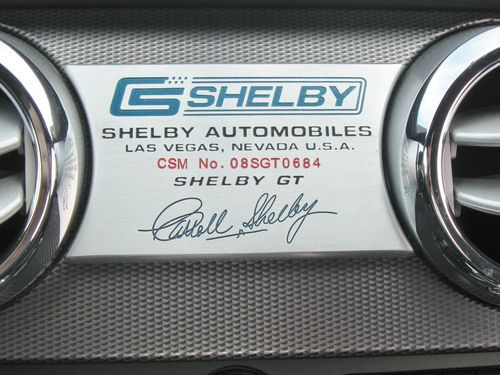 CS SHELBY
SHELBY AUTOMOBILES
LAS VEGAS, NEVADA U.S.A.
CSM No. 08SGT0684
SHELBY GT
Carroll Shelby